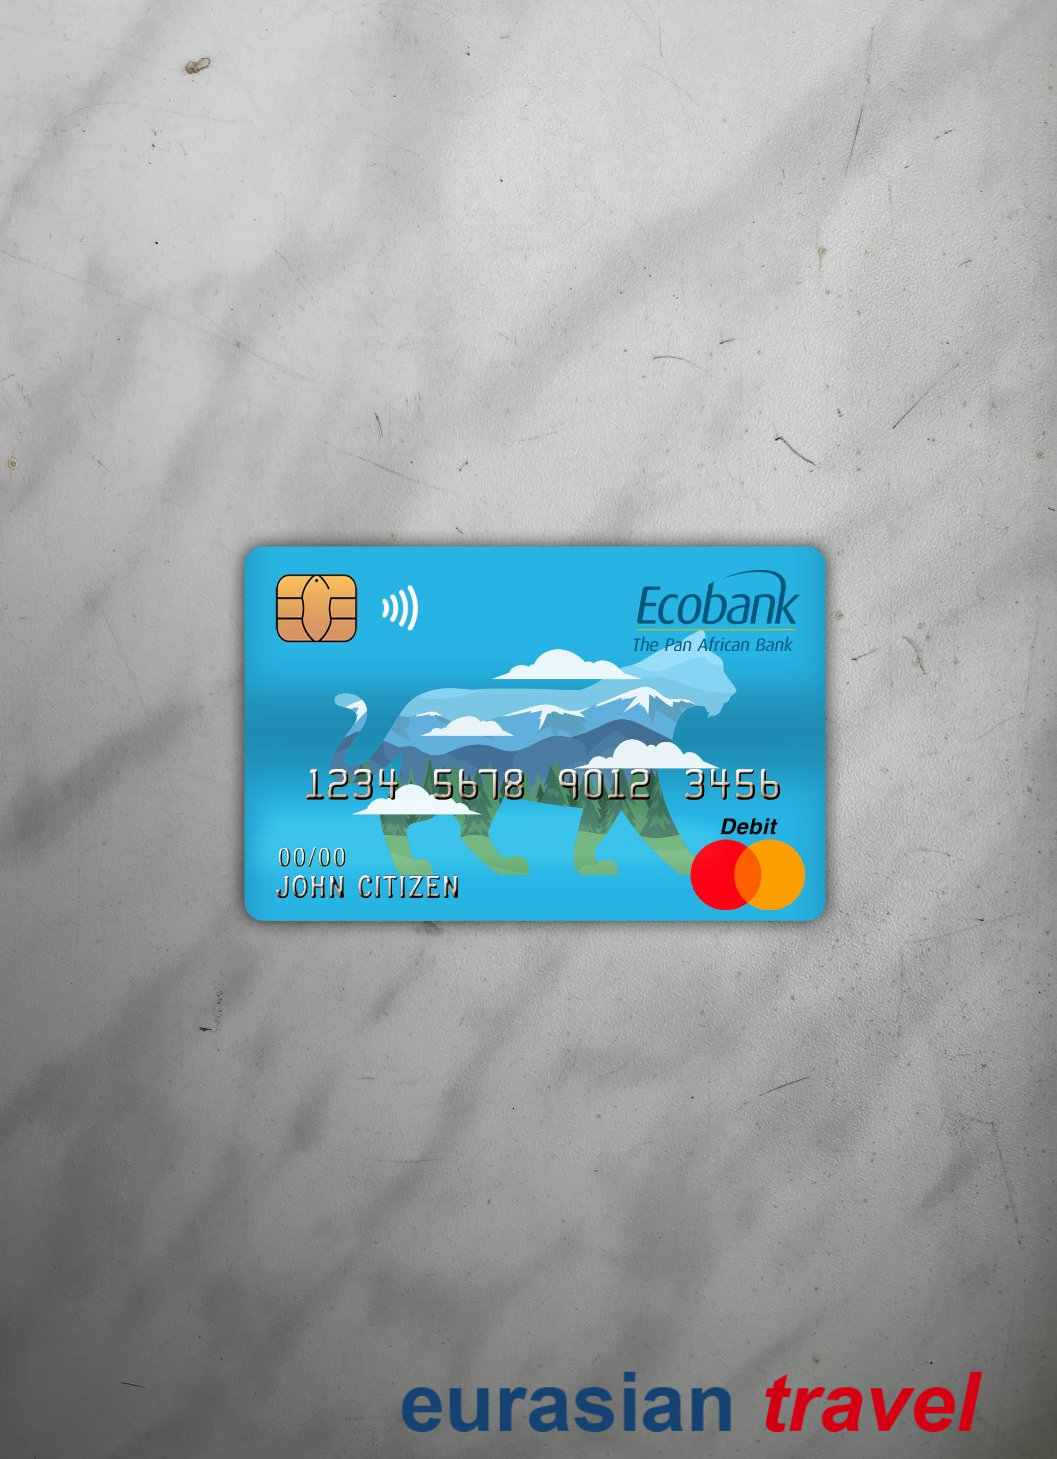 Ecobank
The Pan African Bank
1234 5678 9012 3456
Debit
00/00
JOHN CITIZEN
eurasian travel